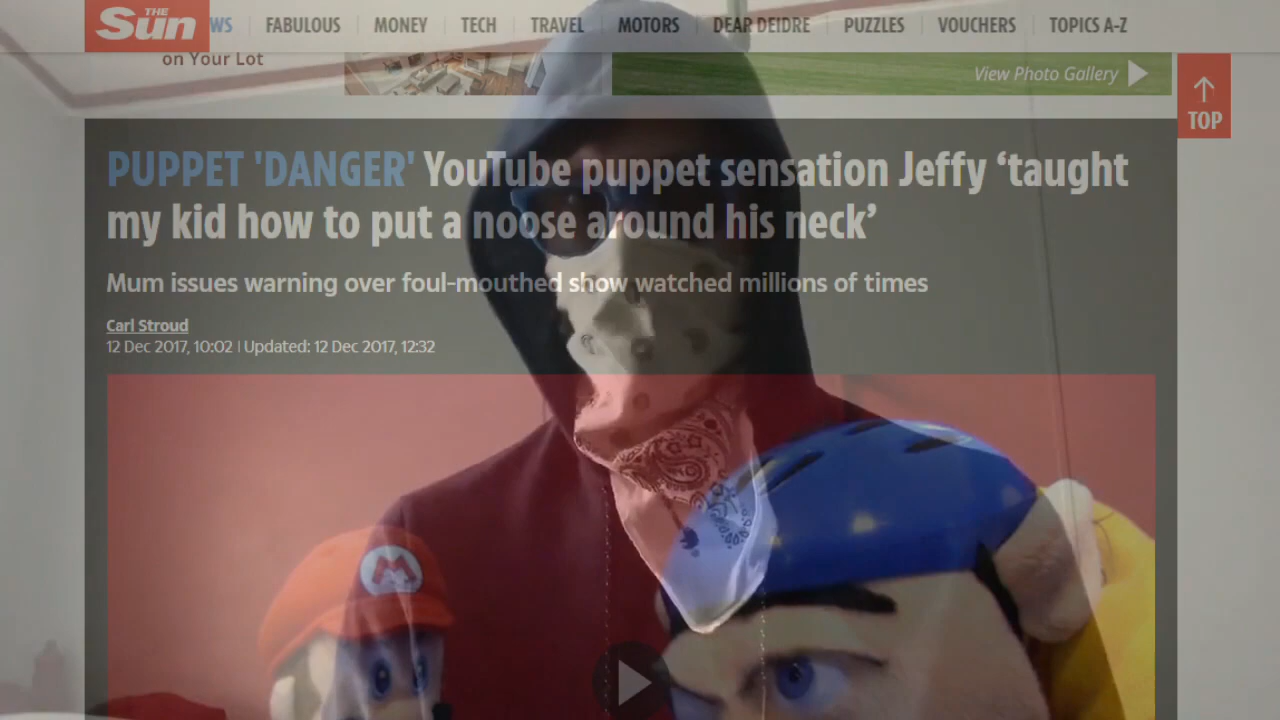 THE Sun
WS FABULOUS MONEY TECH TRAVEL MOTORS DEAR DEIDRE PUZZLES VOUCHERS TOPICS A-Z
on Your Lot
View Photo Gallery
TOP
PUPPET 'DANGER' YouTube puppet sensation Jeffy ‘taught
my kid how to put a noose around his neck’
Mum issues warning over foul-mouthed show watched millions of times
Carl Stroud
12 Dec 2017, 10:02 | Updated: 12 Dec 2017, 12:32
M